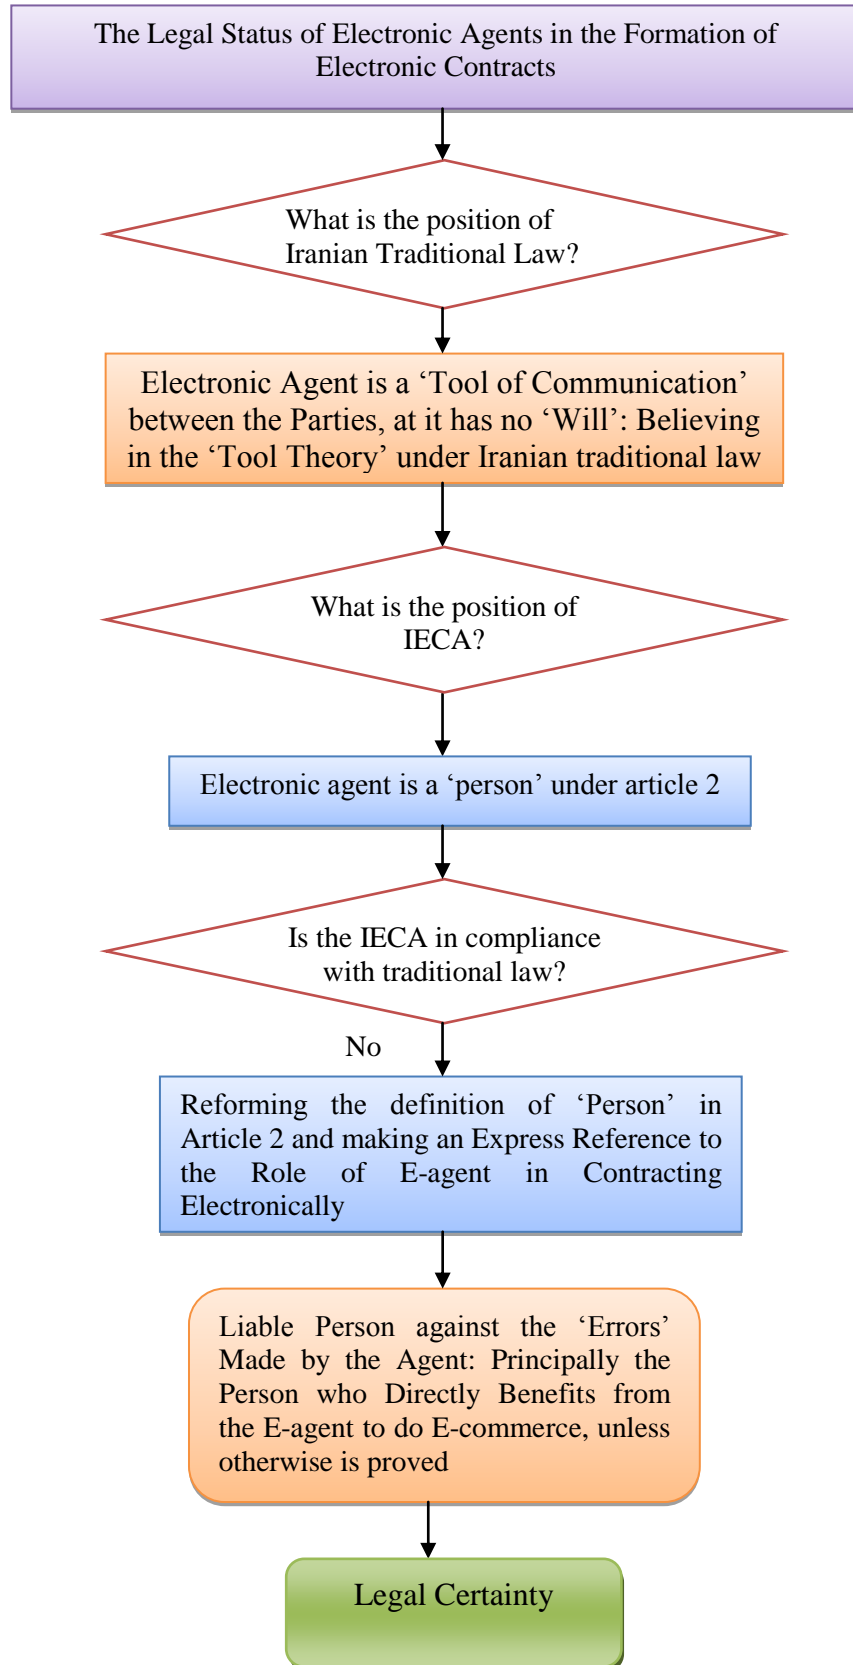 The Legal Status of Electronic Agents in the Formation of
Electronic Contracts
What is the position of
Iranian Traditional Law?
Electronic Agent is a ‘Tool of Communication’
between the Parties, at it has no ‘Will’: Believing
in the ‘Tool Theory’ under Iranian traditional law
What is the position of
IECA?
Electronic agent is a ‘person’ under article 2
Is the IECA in compliance
with traditional law?
No
Reforming the definition of ‘Person’ in
Article 2 and making an Express Reference to
the Role of E-agent in Contracting
Electronically
Liable Person against the ‘Errors’
Made by the Agent: Principally the
Person who Directly Benefits from
the E-agent to do E-commerce, unless
otherwise is proved
Legal Certainty